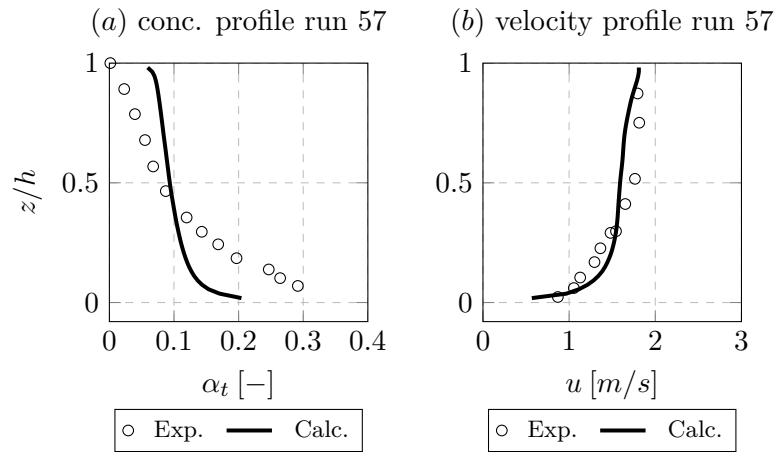 (a) conc. profile run 57
(b) velocity profile run 57
1
0.5
0
z/h
0 0.1 0.2 0.3 0.4
α_t [−]
Exp. Calc.
1
0.5
0
0 1 2 3
u [m/s]
Exp. Calc.